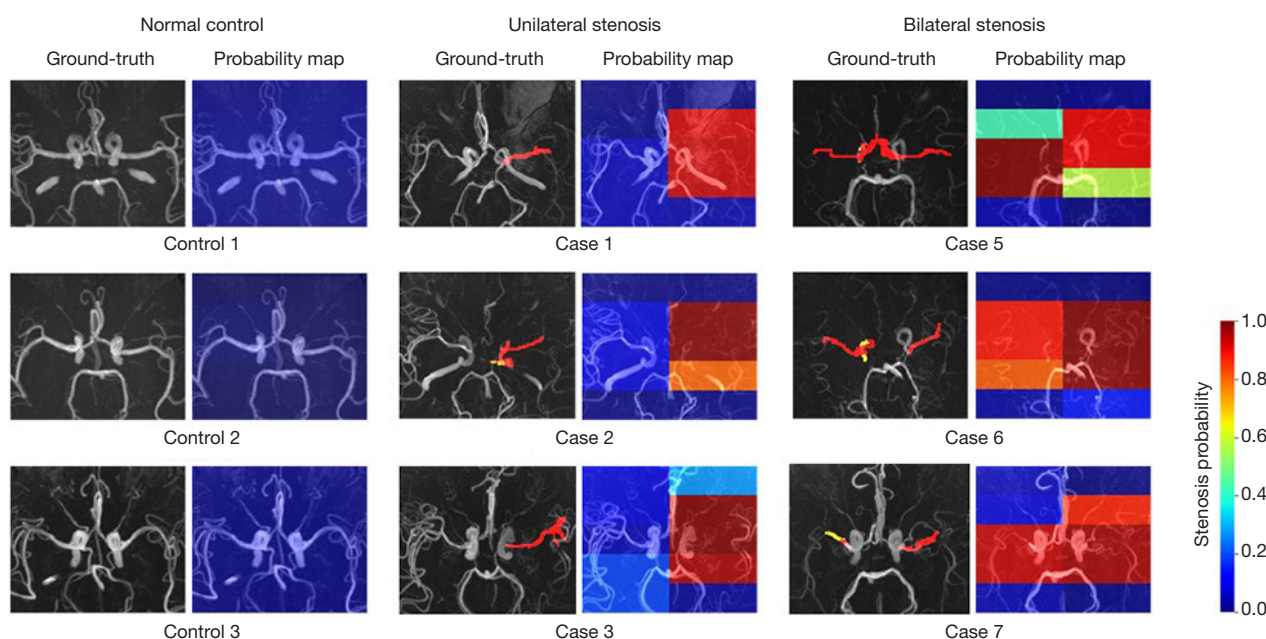 Normal control
Unilateral stenosis
Bilateral stenosis
Ground-truth
Probability map
Ground-truth
Probability map
Ground-truth
Probability map
Control 1
Case 1
Case 5
Control 2
Case 2
Case 6
Control 3
Case 3
Case 7
1.0
0.8
0.6
0.4
0.2
0.0
Stenosis probability